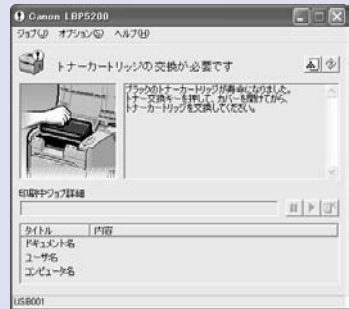 Canon LBP5200
ジョブ(J) オプション(S) ヘルプ(H)
トナーカートリッジの交換が必要です
ブラックのトナーカートリッジが寿命になりました。
トナー交換キーを押して、カバーを開けてから、
トナーカートリッジを交換してください。
印刷中ジョブ詳細
タイトル 内容
ドキュメント名
ユーザ名
コンピュータ名
USB001